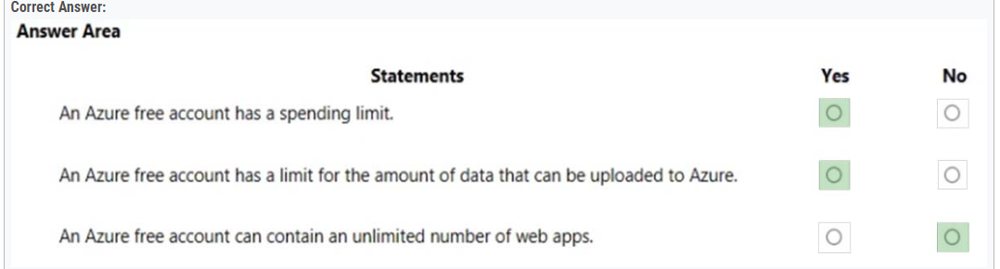 Correct Answer:
Answer Area
Statements Yes No
An Azure free account has a spending limit.
An Azure free account has a limit for the amount of data that can be uploaded to Azure.
An Azure free account can contain an unlimited number of web apps.